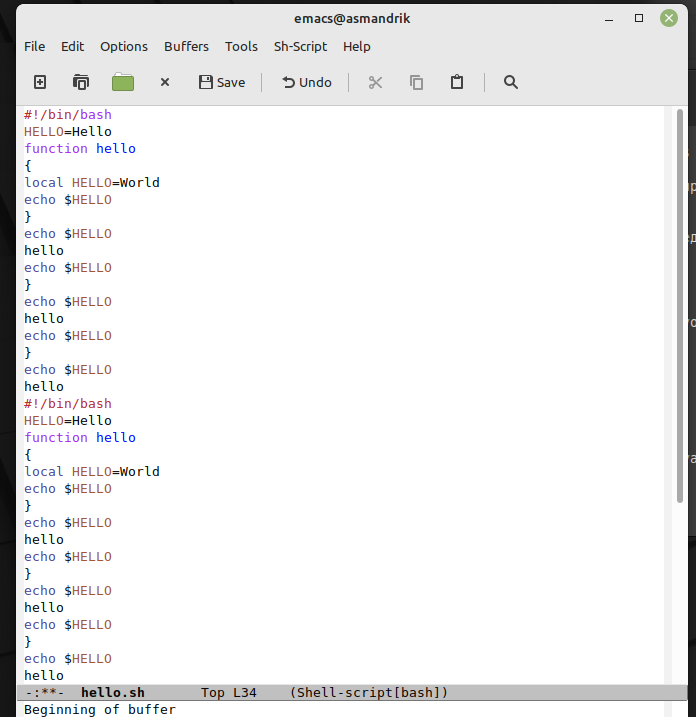 emacs@asmandrik
File Edit Options Buffers Tools Sh-Script Help
Save Undo
#!/bin/bash
HELLO=Hello
function hello
{
local HELLO=World
echo $HELLO
}
echo $HELLO
hello
echo $HELLO
}
echo $HELLO
hello
echo $HELLO
}
echo $HELLO
hello
#!/bin/bash
HELLO=Hello
function hello
{
local HELLO=World
echo $HELLO
}
echo $HELLO
hello
echo $HELLO
}
echo $HELLO
hello
echo $HELLO
}
echo $HELLO
hello
-:**- hello.sh Top L34 (Shell-script[bash])
Beginning of buffer